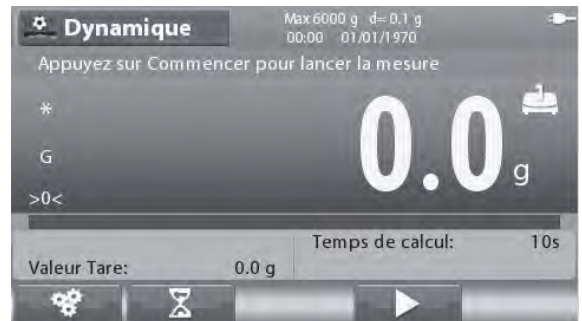 Dynamique
Max 6000 g d= 0.1 g
00:00 01/01/1970
Appuyez sur Commencer pour lancer la mesure
1
*
0.0 g
G
>0<
Temps de calcul: 10s
Valeur Tare: 0.0 g